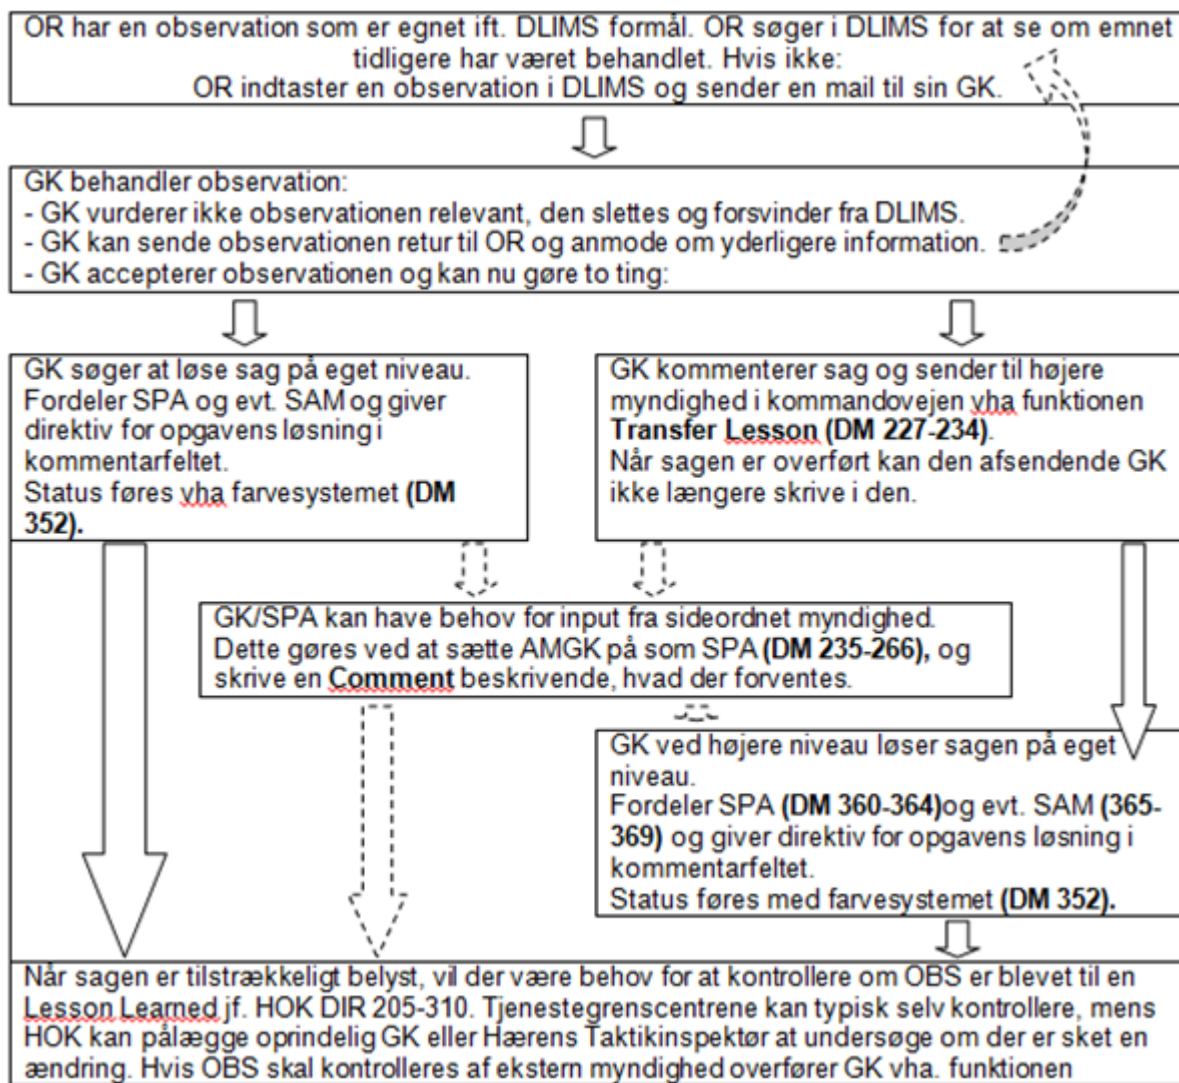 OR har en observation som er egnet ift. DLIMS formål. OR søger i DLIMS for at se om emnet
tidligere har været behandlet. Hvis ikke:
OR indtaster en observation i DLIMS og sender en mail til sin GK.
GK behandler observation:
- GK vurderer ikke observationen relevant, den slettes og forsvinder fra DLIMS.
- GK kan sende observationen retur til OR og anmode om yderligere information.
- GK accepterer observationen og kan nu gøre to ting:
GK søger at løse sag på eget niveau.
Fordeler SPA og evt. SAM og giver
direktiv for opgavens løsning i
kommentarfeltet.
Status føres vha farvesystemet (DM
352).
GK kommenterer sag og sender til højere
myndighed i kommandovejen vha funktionen
Transfer Lesson (DM 227-234).
Når sagen er overført kan den afsendende GK
ikke længere skrive i den.
GK/SPA kan have behov for input fra sideordnet myndighed.
Dette gøres ved at sætte AMGK på som SPA (DM 235-266), og
skrive en Comment beskrivende, hvad der forventes.
GK ved højere niveau løser sagen på eget
niveau.
Fordeler SPA (DM 360-364)og evt. SAM (365-
369) og giver direktiv for opgavens løsning i
kommentarfeltet.
Status føres med farvesystemet (DM 352).
Når sagen er tilstrækkeligt belyst, vil der være behov for at kontrollere om OBS er blevet til en
Lesson Learned jf. HOK DIR 205-310. Tjenestegrenscentrene kan typisk selv kontrollere, mens
HOK kan pålægge oprindelig GK eller Hærens Taktikinspektør at undersøge om der er sket en
ændring. Hvis OBS skal kontrolleres af ekstern myndighed overfører GK vha. funktionen